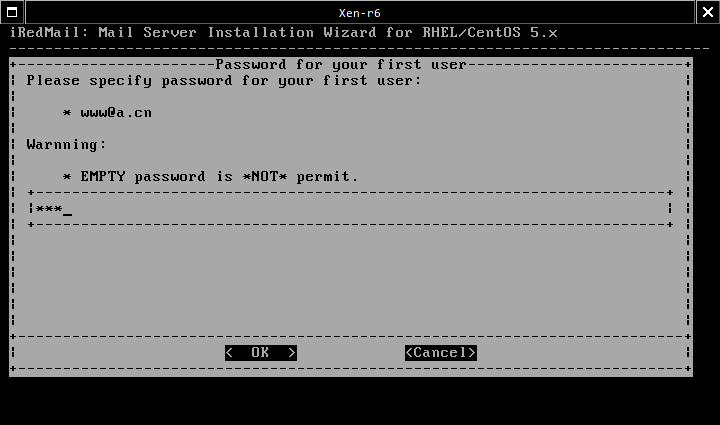 Xen-r6
iRedMail: Mail Server Installation Wizard for RHEL/CentOS 5.x
Password for your first user
Please specify password for your first user:
* www@a.cn
Warnning:
* EMPTY password is *NOT* permit.
***_
< OK > <Cancel>